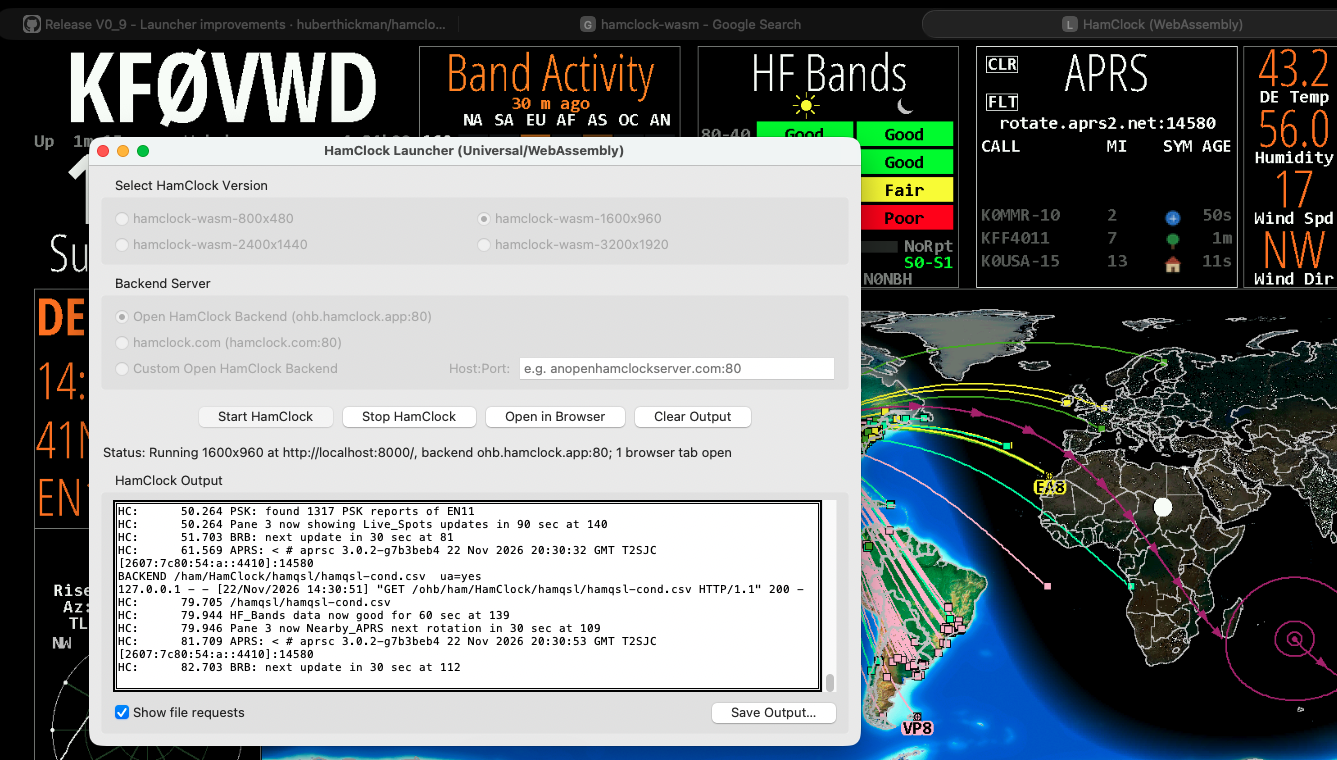 Release V0_9 - Launcher improvements · huberthickman/hamclo...
G hamclock-wasm - Google Search
L HamClock (WebAssembly)
KFØVWD
Up
Band Activity
30 m ago
NA SA EU AF AS OC AN
HF Bands
80-40 Good Good
Good
Fair
Poor
NoRpt
S0-S1
N0NBH
CLR
APRS
FLT
rotate.aprs2.net:14580
CALL MI SYM AGE
KØMMR-10 2 50s
KFF4011 7 1m
KØUSA-15 13 11s
43.2
DE Temp
56.0
Humidity
17
Wind Spd
NW
Wind Dir
Su
DE
14:
41N
EN
Rise
Az:
TL
NW
HamClock Launcher (Universal/WebAssembly)
Select HamClock Version
hamclock-wasm-800x480
hamclock-wasm-1600x960
hamclock-wasm-2400x1440
hamclock-wasm-3200x1920
Backend Server
Open HamClock Backend (ohb.hamclock.app:80)
hamclock.com (hamclock.com:80)
Custom Open HamClock Backend
Host:Port: e.g. anopenhamclockserver.com:80
Start HamClock
Stop HamClock
Open in Browser
Clear Output
Status: Running 1600x960 at http://localhost:8000/, backend ohb.hamclock.app:80; 1 browser tab open
HamClock Output
HC: 50.264 PSK: found 1317 PSK reports of EN11
HC: 50.264 Pane 3 now showing Live_Spots updates in 90 sec at 140
HC: 51.703 BRB: next update in 30 sec at 81
HC: 61.569 APRS: < # aprsc 3.0.2-g7b3beb4 22 Nov 2026 20:30:32 GMT T2SJC
[2607:7c80:54:a::4410]:14580
BACKEND /ham/HamClock/hamqsl/hamqsl-cond.csv ua=yes
127.0.0.1 - - [22/Nov/2026 14:30:51] "GET /ohb/ham/HamClock/hamqsl/hamqsl-cond.csv HTTP/1.1" 200 -
HC: 79.705 /hamqsl/hamqsl-cond.csv
HC: 79.944 HF_Bands data now good for 60 sec at 139
HC: 79.946 Pane 3 now Nearby_APRS next rotation in 30 sec at 109
HC: 81.709 APRS: < # aprsc 3.0.2-g7b3beb4 22 Nov 2026 20:30:53 GMT T2SJC
[2607:7c80:54:a::4410]:14580
HC: 82.703 BRB: next update in 30 sec at 112
Show file requests
Save Output...
EA8
VP8